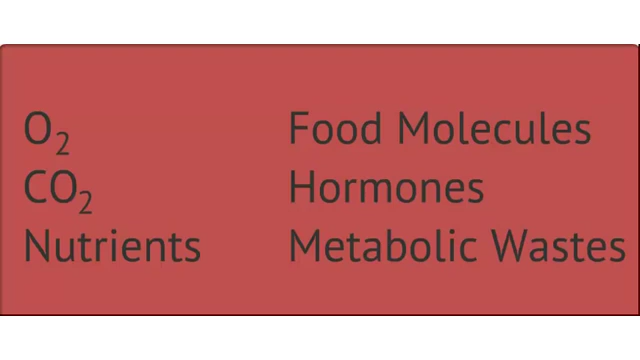 O₂ Food Molecules
CO₂ Hormones
Nutrients Metabolic Wastes